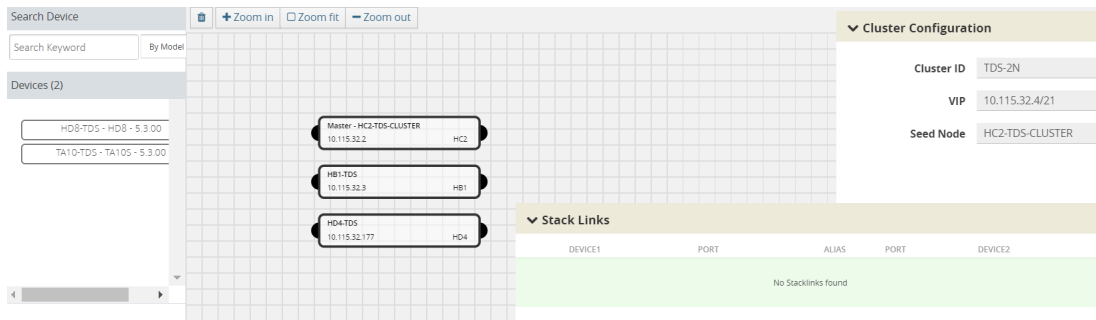 Search Device
Search Keyword
By Model
Devices (2)
HD8-TDS - HD8 - 5.3.00
TA10-TDS - TA10S - 5.3.00
Zoom in
Zoom fit
Zoom out
Master - HC2-TDS-CLUSTER
10.115.32.2 HC2
HB1-TDS
10.115.32.3 HB1
HD4-TDS
10.115.32.177 HD4
Cluster Configuration
Cluster ID TDS-2N
VIP 10.115.32.4/21
Seed Node HC2-TDS-CLUSTER
Stack Links
DEVICE1 PORT ALIAS PORT DEVICE2
No Stacklinks found